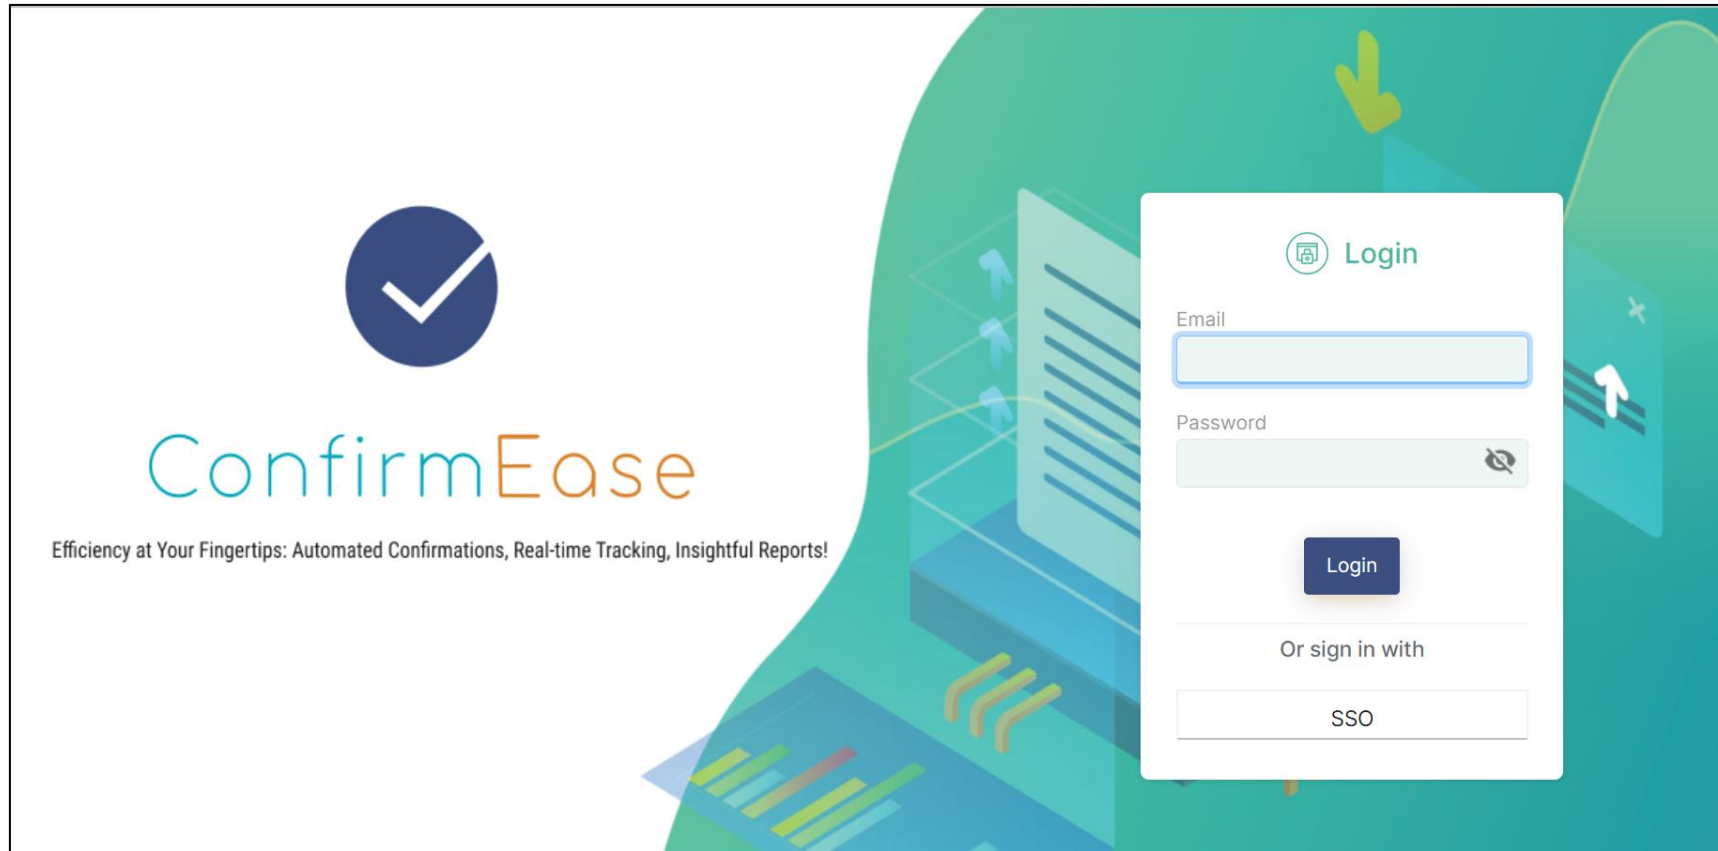 ConfirmEase
Efficiency at Your Fingertips: Automated Confirmations, Real-time Tracking, Insightful Reports!
Login
Email
Password
Login
Or sign in with
SSO